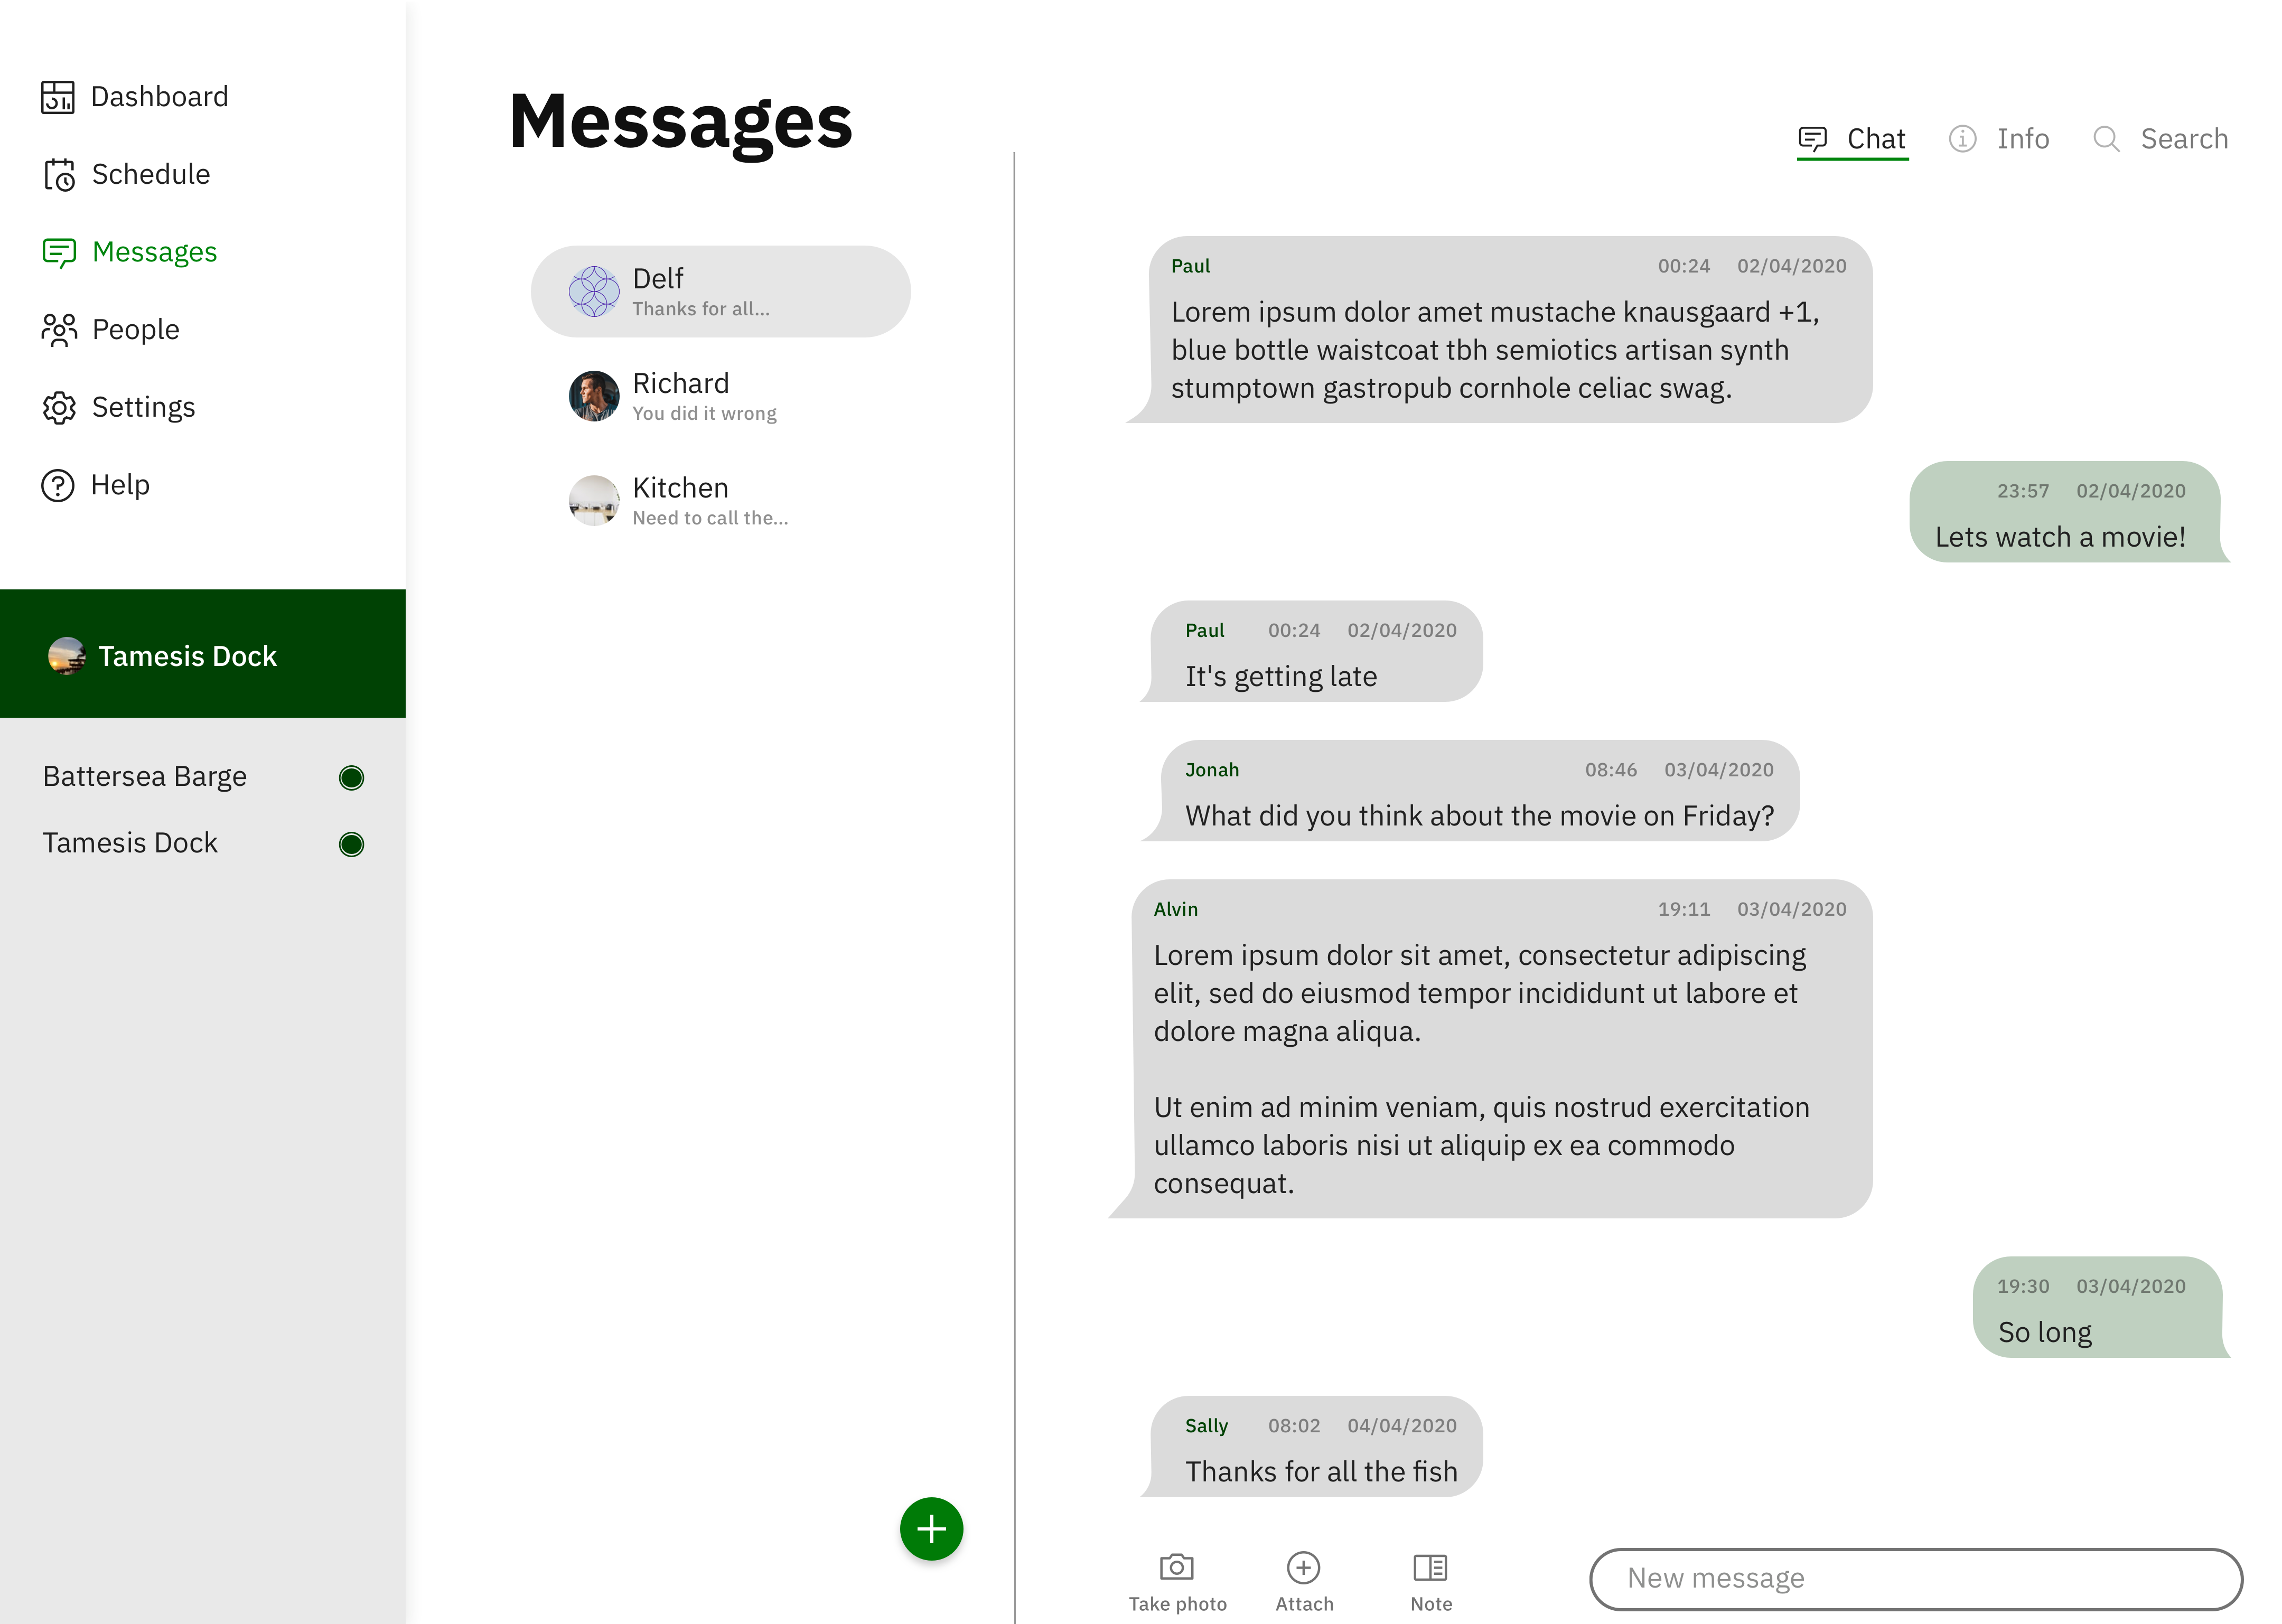 Dashboard
Schedule
Messages
People
Settings
Help
Tamesis Dock
Battersea Barge
Tamesis Dock
Messages
Delf
Thanks for all...
Richard
You did it wrong
Kitchen
Need to call the...
Chat Info Search
Paul 00:24 02/04/2020
Lorem ipsum dolor amet mustache knausgaard +1,
blue bottle waistcoat tbh semiotics artisan synth
stumptown gastropub cornhole celiac swag.
23:57 02/04/2020
Lets watch a movie!
Paul 00:24 02/04/2020
It's getting late
Jonah 08:46 03/04/2020
What did you think about the movie on Friday?
Alvin 19:11 03/04/2020
Lorem ipsum dolor sit amet, consectetur adipiscing
elit, sed do eiusmod tempor incididunt ut labore et
dolore magna aliqua.
Ut enim ad minim veniam, quis nostrud exercitation
ullamco laboris nisi ut aliquip ex ea commodo
consequat.
19:30 03/04/2020
So long
Sally 08:02 04/04/2020
Thanks for all the fish
Take photo Attach Note
New message